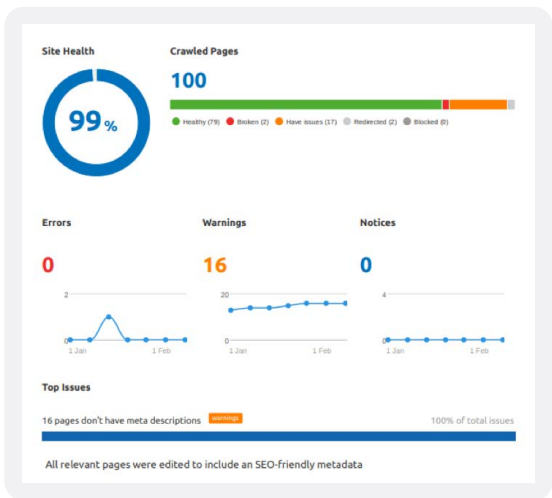 Site Health
Crawled Pages
100
99%
Healthy (79) Broken (2) Have issues (17) Redirected (2) Blocked (0)
Errors
Warnings
Notices
0
16
0
2
0
1 Jan
1 Feb
20
0
1 Jan
1 Feb
4
0
1 Jan
1 Feb
Top Issues
16 pages don't have meta descriptions warnings 100% of total issues
All relevant pages were edited to include an SEO-friendly metadata